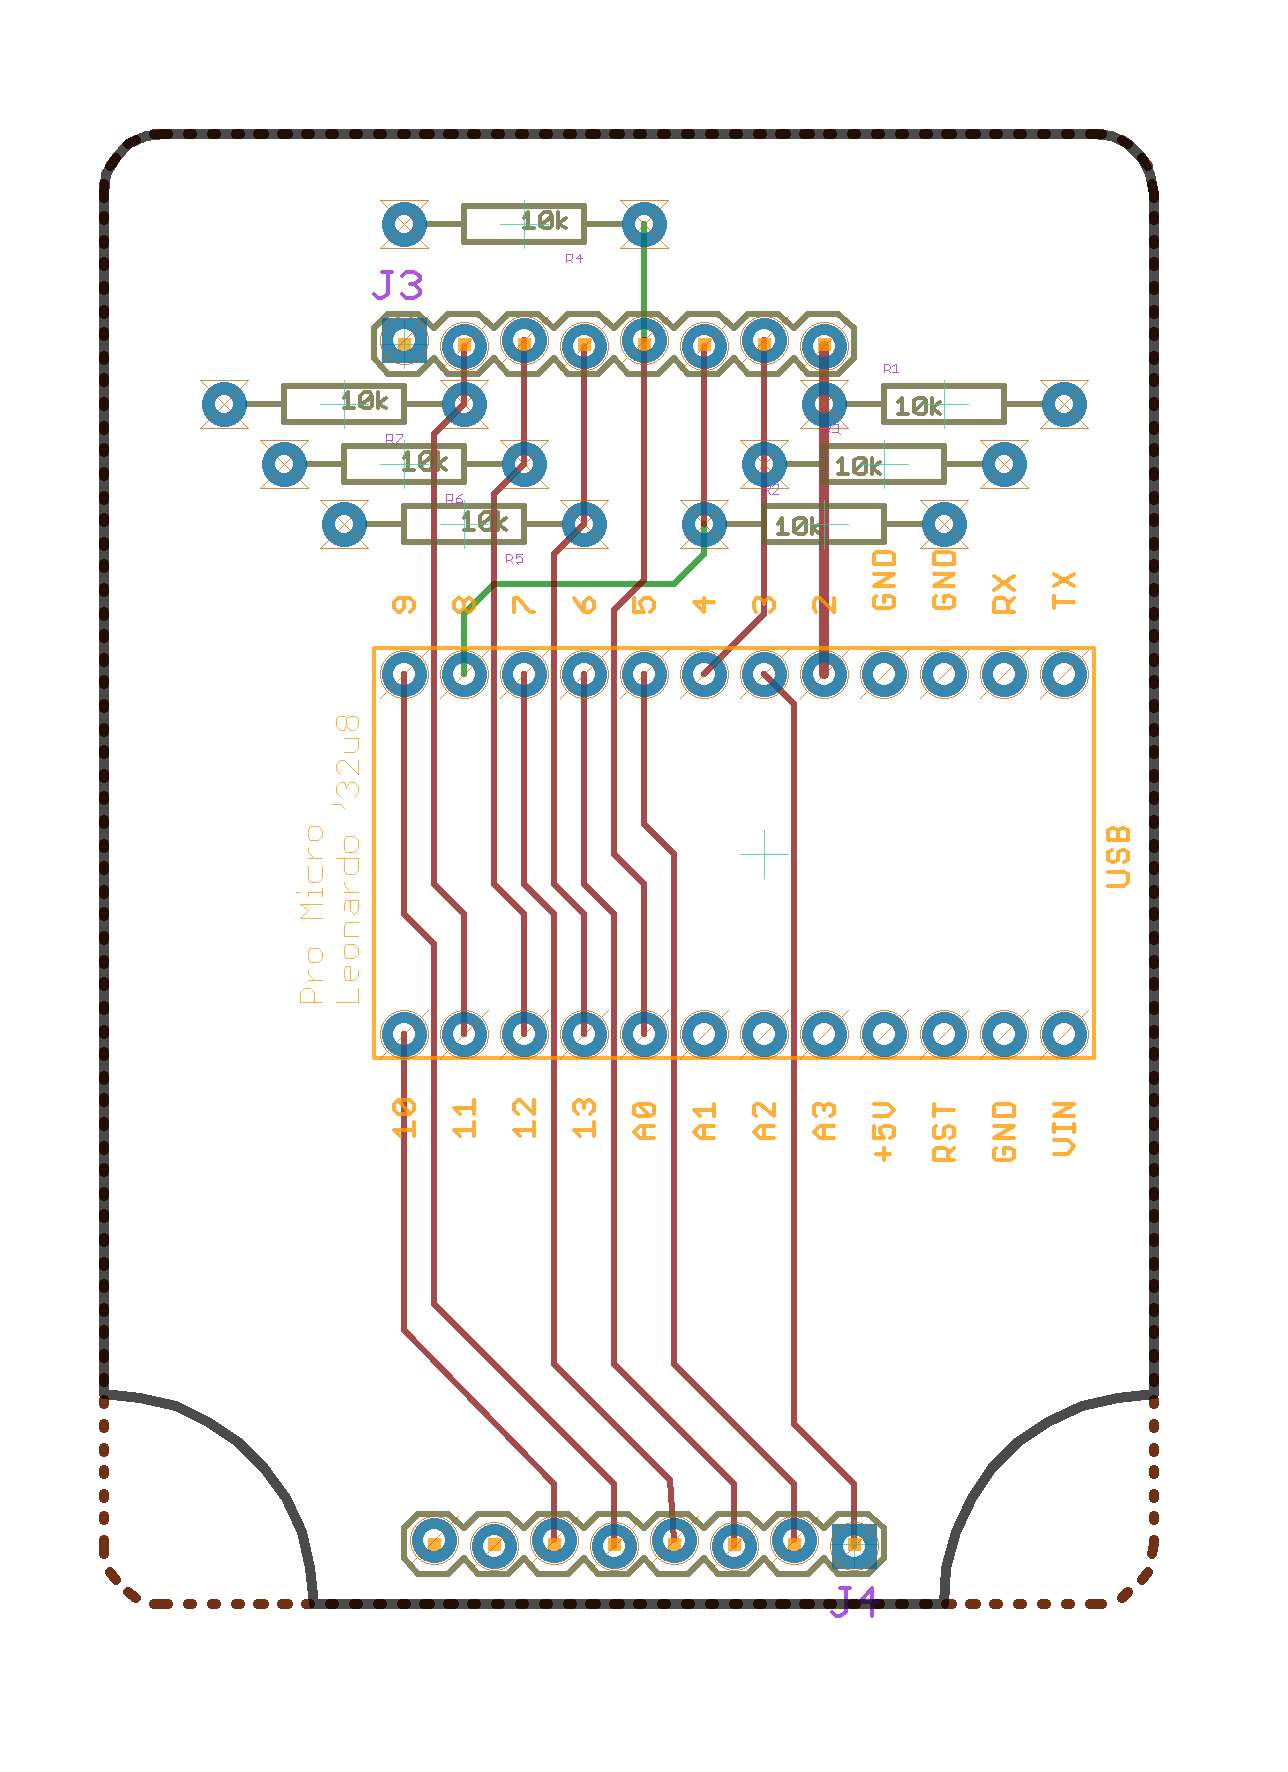 10k
R4
J3
R1
10k
10k
R3
R7
10k
10k
R2
R6
10k
10k
R5
9
8
7
6
5
4
3
2
GND
GND
RX
TX
Pro Micro
Leonardo '32u8
USB
10
11
12
13
A0
A1
A2
A3
+5V
RST
GND
VIN
J4